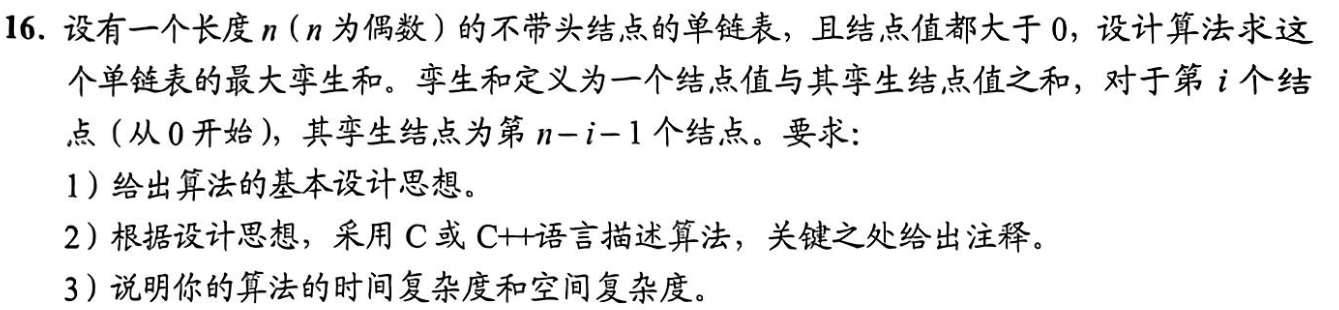 16. 设有一个长度 n（n 为偶数）的不带头结点的单链表，且结点值都大于 0，设计算法求这
个单链表的最大孪生和。孪生和定义为一个结点值与其孪生结点值之和，对于第 i 个结
点（从 0 开始），其孪生结点为第 n－i－1 个结点。要求：
1）给出算法的基本设计思想。
2）根据设计思想，采用 C 或 C++语言描述算法，关键之处给出注释。
3）说明你的算法的时间复杂度和空间复杂度。